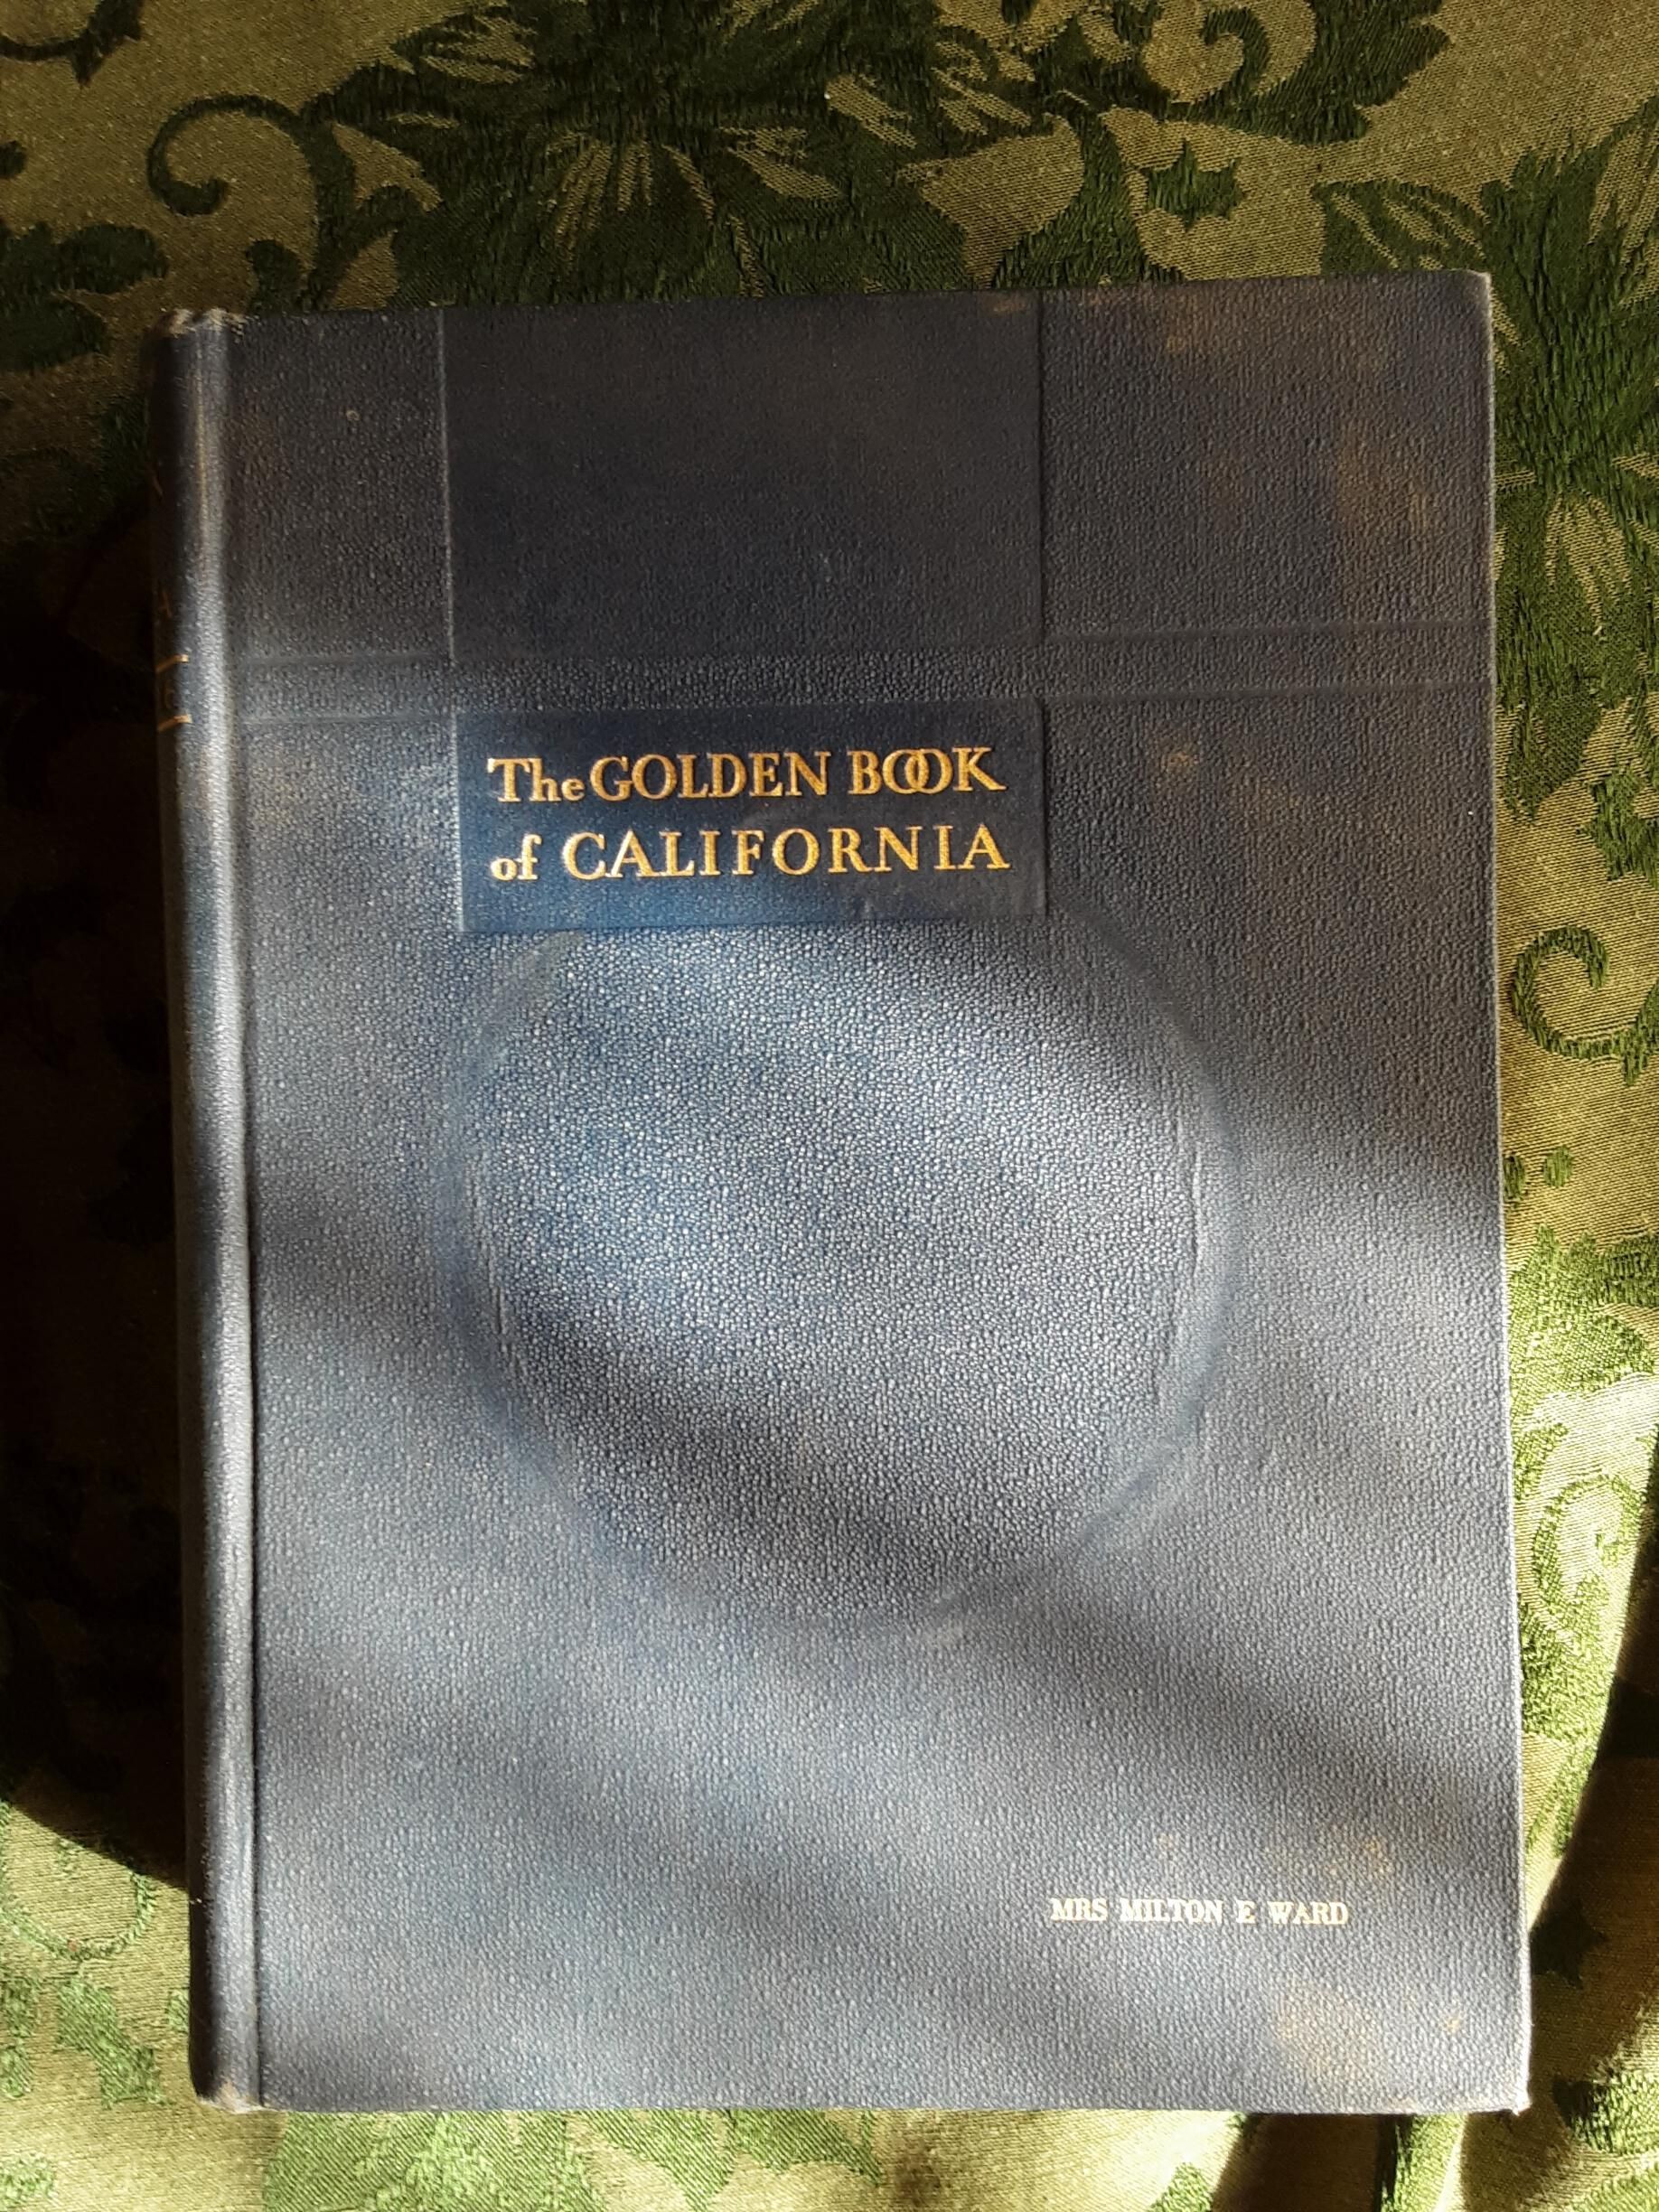 The GOLDEN BOOK
of CALIFORNIA
MRS MILTON E WARD